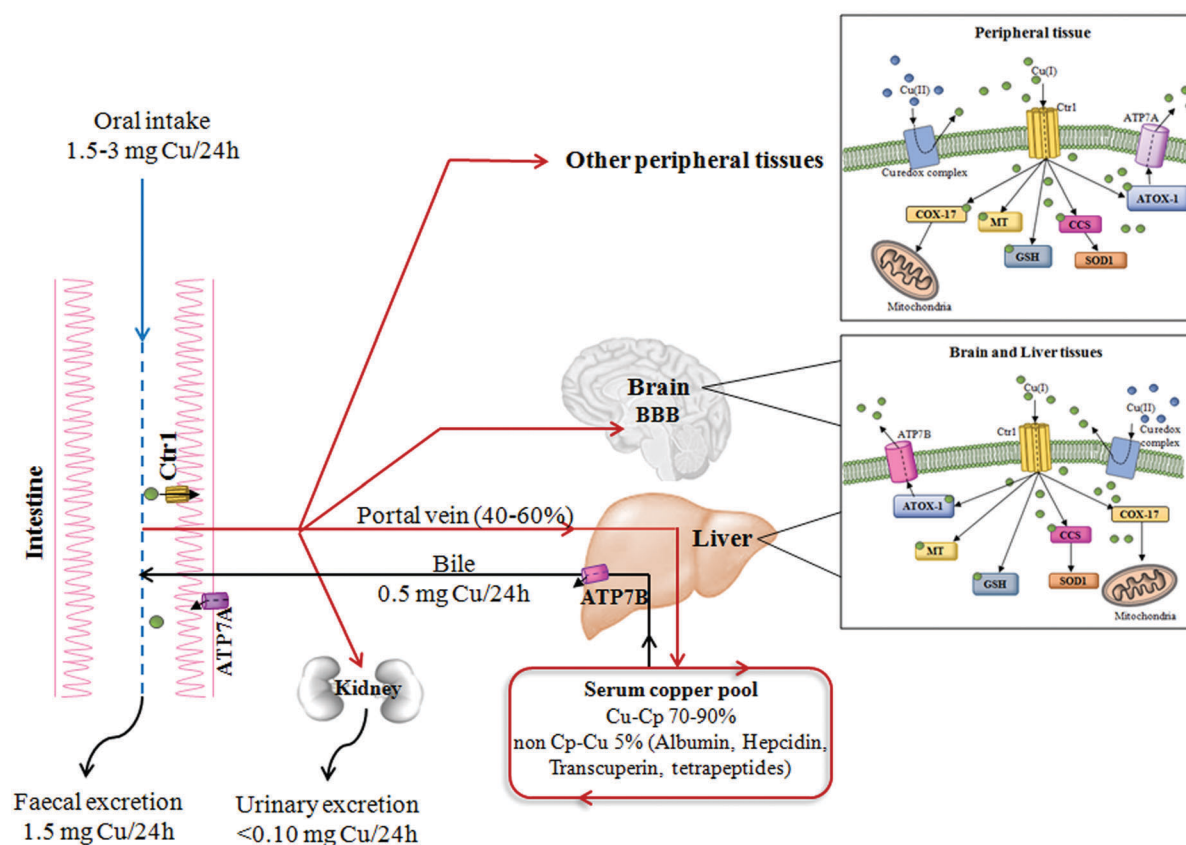 Oral intake
1.5-3 mg Cu/24h
Intestine
Ctr1
ATP7A
Faecal excretion
1.5 mg Cu/24h
Urinary excretion
<0.10 mg Cu/24h
Kidney
Other peripheral tissues
Brain
BBB
Portal vein (40-60%)
Liver
Bile
0.5 mg Cu/24h
ATP7B
Serum copper pool
Cu-Cp 70-90%
non Cp-Cu 5% (Albumin, Hepcidin,
Transcuperin, tetrapeptides)
Peripheral tissue
Cu(I)
Cu(II)
Ctr1
ATP7A
Cu redox complex
ATOX-1
COX-17
MT
CCS
GSH
SOD1
Mitochondria
Brain and Liver tissues
Cu(I)
Cu(II)
Ctr1
Cu redox
complex
ATP7B
ATOX-1
COX-17
CCS
MT
GSH
SOD1
Mitochondria